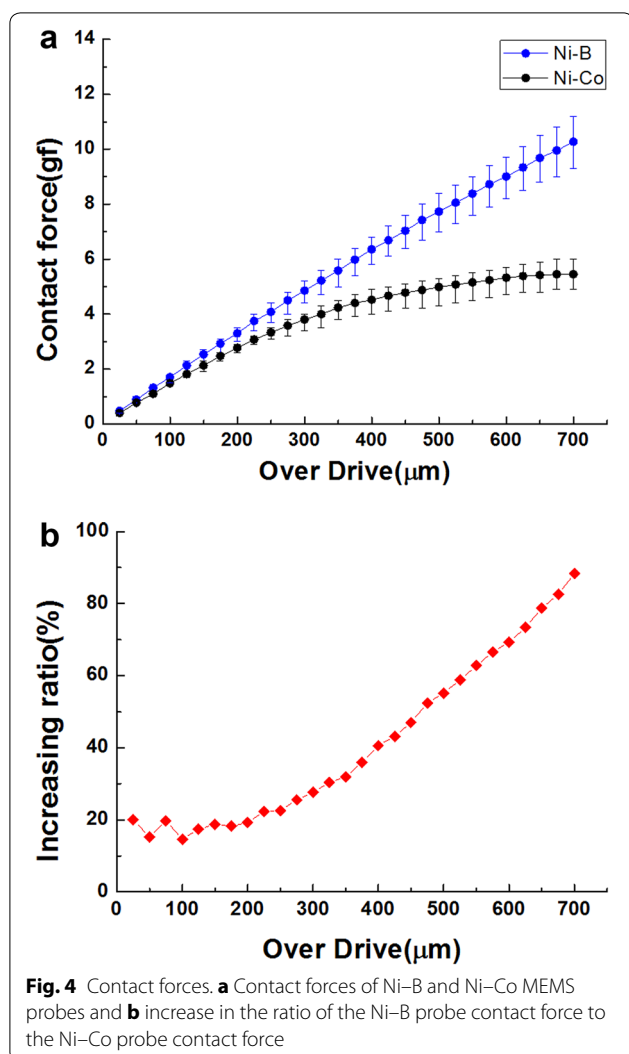 a
14
12
10
8
6
4
2
0
Contact force(gf)
Ni-B
Ni-Co
0 100 200 300 400 500 600 700
Over Drive(μm)
b
100
80
60
40
20
0
Increasing ratio(%)
0 100 200 300 400 500 600 700
Over Drive(μm)
Fig. 4 Contact forces. a Contact forces of Ni–B and Ni–Co MEMS
probes and b increase in the ratio of the Ni–B probe contact force to
the Ni–Co probe contact force